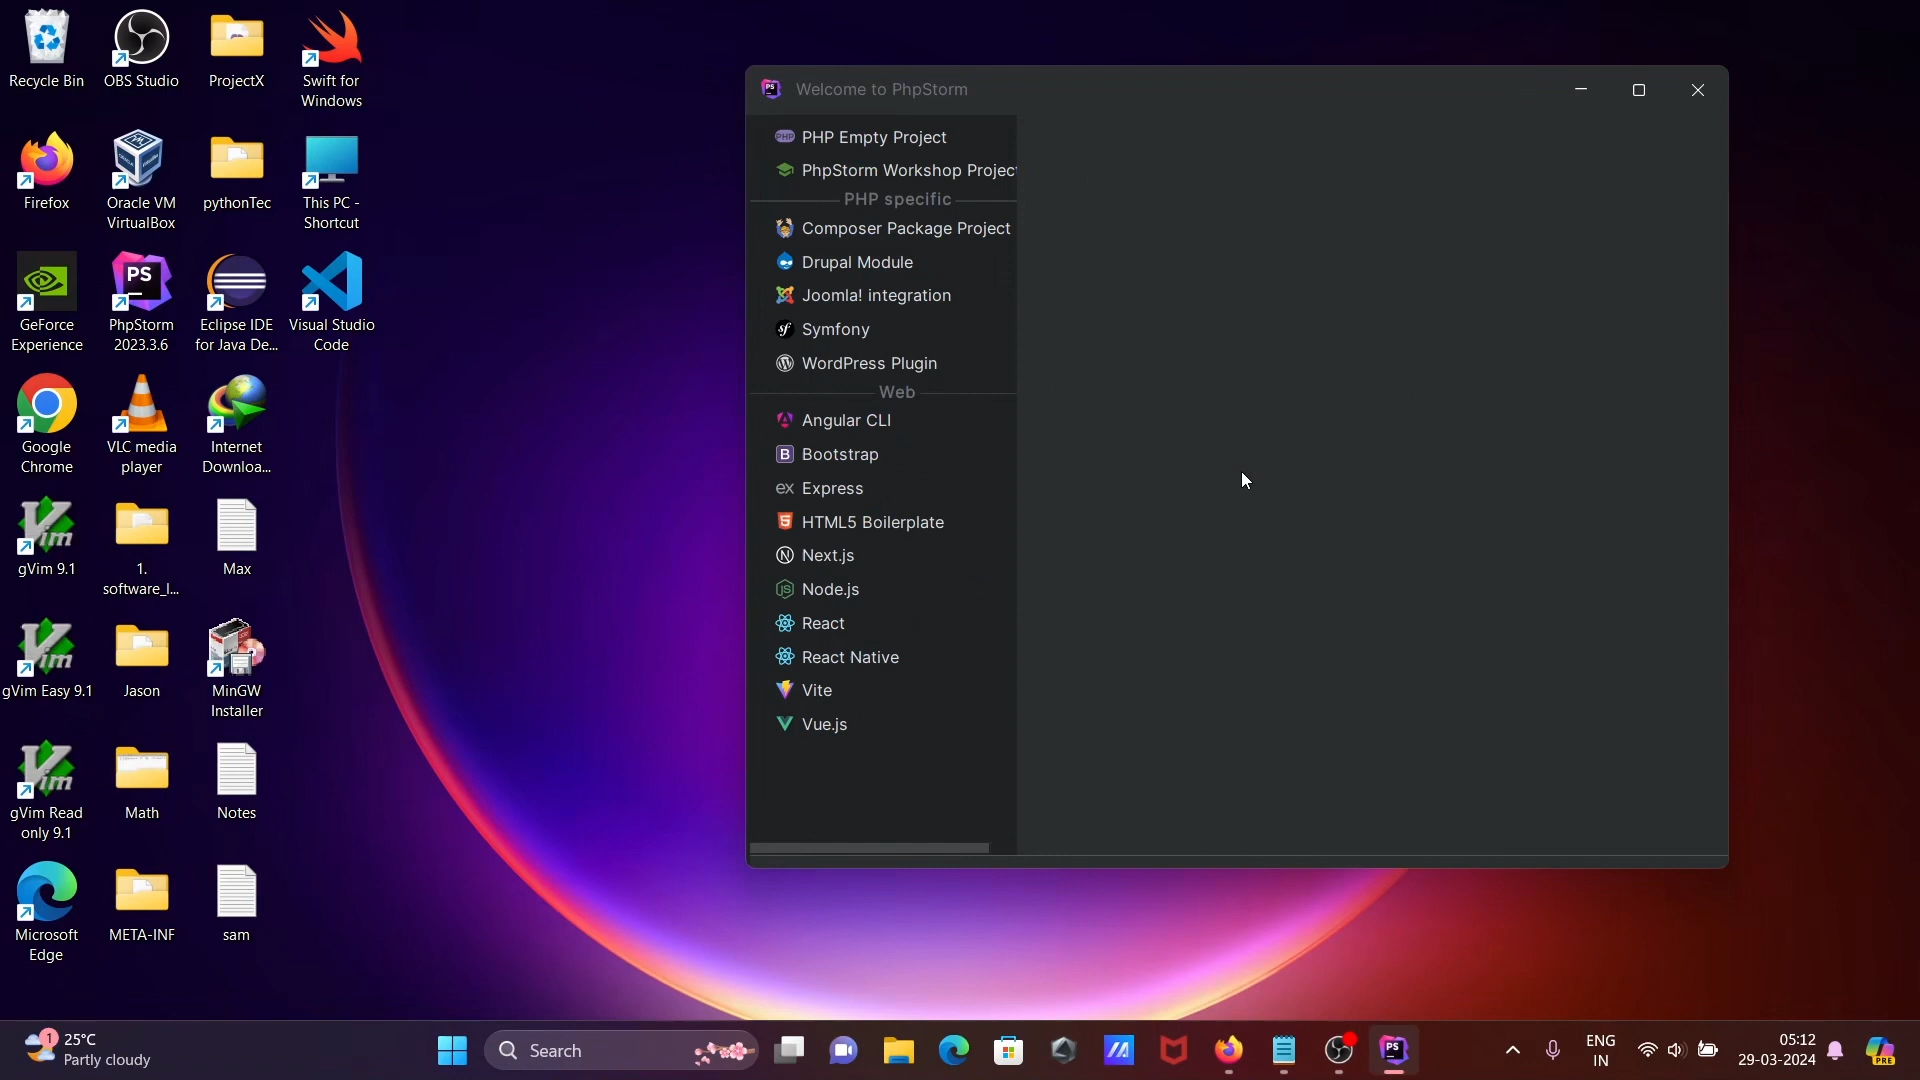 Recycle Bin
OBS Studio
ProjectX
Swift for
Windows
Firefox
Oracle VM
VirtualBox
pythonTec
This PC -
Shortcut
GeForce
Experience
PS
PhpStorm
2023.3.6
Eclipse IDE
for Java De...
Visual Studio
Code
Google
Chrome
VLC media
player
Internet
Downloa...
gVim 9.1
1.
software_l...
Max
gVim Easy 9.1
Jason
MinGW
Installer
gVim Read
only 9.1
Math
Notes
Microsoft
Edge
META-INF
sam
Welcome to PhpStorm
PHP Empty Project
PhpStorm Workshop Project
PHP specific
Composer Package Project
Drupal Module
Joomla! integration
Symfony
WordPress Plugin
Web
Angular CLI
Bootstrap
Express
HTML5 Boilerplate
Next.js
Node.js
React
React Native
Vite
Vue.js
1
25°C
Partly cloudy
Search
ENG
IN
05:12
29-03-2024
PRE